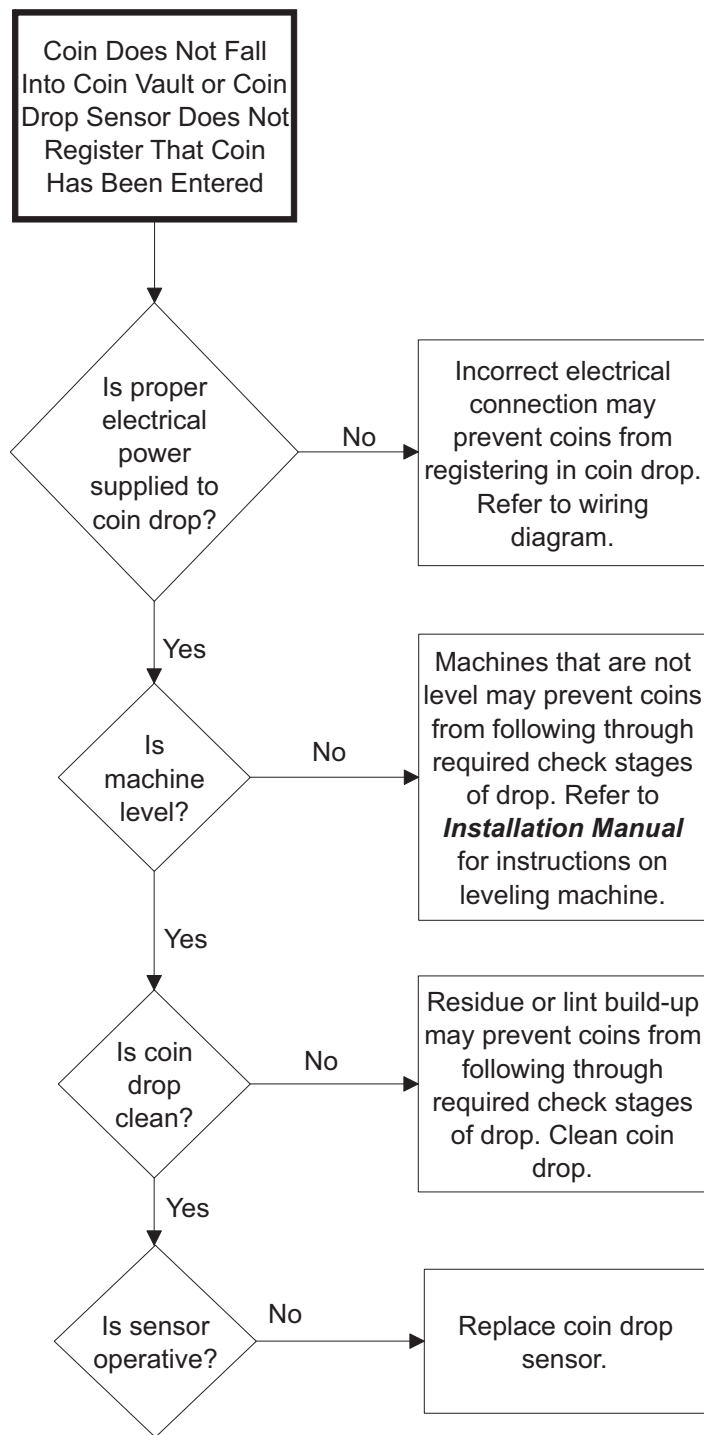 Coin Does Not Fall
Into Coin Vault or Coin
Drop Sensor Does Not
Register That Coin
Has Been Entered
Is proper
electrical
power
supplied to
coin drop?
No
Incorrect electrical
connection may
prevent coins from
registering in coin drop.
Refer to wiring
diagram.
Yes
Is
machine
level?
No
Machines that are not
level may prevent coins
from following through
required check stages
of drop. Refer to
Installation Manual
for instructions on
leveling machine.
Yes
Is coin
drop
clean?
No
Residue or lint build-up
may prevent coins from
following through
required check stages
of drop. Clean coin
drop.
Yes
Is sensor
operative?
No
Replace coin drop
sensor.